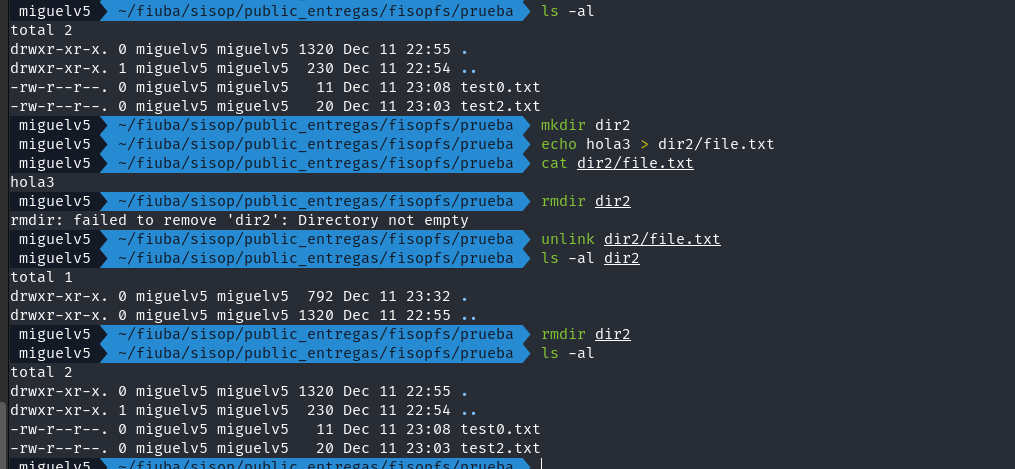 miguelv5 ~/fiuba/sisop/public_entregas/fisopfs/prueba ls -al
total 2
drwxr-xr-x. 0 miguelv5 miguelv5 1320 Dec 11 22:55 .
drwxr-xr-x. 1 miguelv5 miguelv5  230 Dec 11 22:54 ..
-rw-r--r--. 0 miguelv5 miguelv5   11 Dec 11 23:08 test0.txt
-rw-r--r--. 0 miguelv5 miguelv5   20 Dec 11 23:03 test2.txt
miguelv5 ~/fiuba/sisop/public_entregas/fisopfs/prueba mkdir dir2
miguelv5 ~/fiuba/sisop/public_entregas/fisopfs/prueba echo hola3 > dir2/file.txt
miguelv5 ~/fiuba/sisop/public_entregas/fisopfs/prueba cat dir2/file.txt
hola3
miguelv5 ~/fiuba/sisop/public_entregas/fisopfs/prueba rmdir dir2
rmdir: failed to remove 'dir2': Directory not empty
miguelv5 ~/fiuba/sisop/public_entregas/fisopfs/prueba unlink dir2/file.txt
miguelv5 ~/fiuba/sisop/public_entregas/fisopfs/prueba ls -al dir2
total 1
drwxr-xr-x. 0 miguelv5 miguelv5  792 Dec 11 23:32 .
drwxr-xr-x. 0 miguelv5 miguelv5 1320 Dec 11 22:55 ..
miguelv5 ~/fiuba/sisop/public_entregas/fisopfs/prueba rmdir dir2
miguelv5 ~/fiuba/sisop/public_entregas/fisopfs/prueba ls -al
total 2
drwxr-xr-x. 0 miguelv5 miguelv5 1320 Dec 11 22:55 .
drwxr-xr-x. 1 miguelv5 miguelv5  230 Dec 11 22:54 ..
-rw-r--r--. 0 miguelv5 miguelv5   11 Dec 11 23:08 test0.txt
-rw-r--r--. 0 miguelv5 miguelv5   20 Dec 11 23:03 test2.txt
miguelv5 ~/fiuba/sisop/public_entregas/fisopfs/prueba